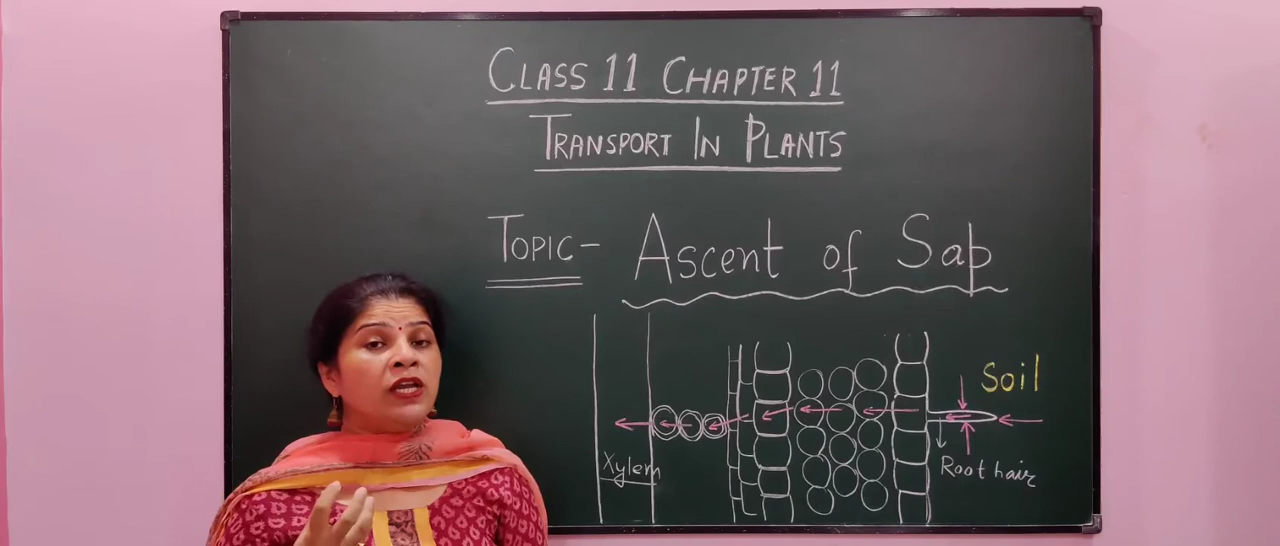 CLASS 11 CHAPTER 11
TRANSPORT IN PLANTS
TOPIC- Ascent of Sap
Soil
Xylem
Root hair